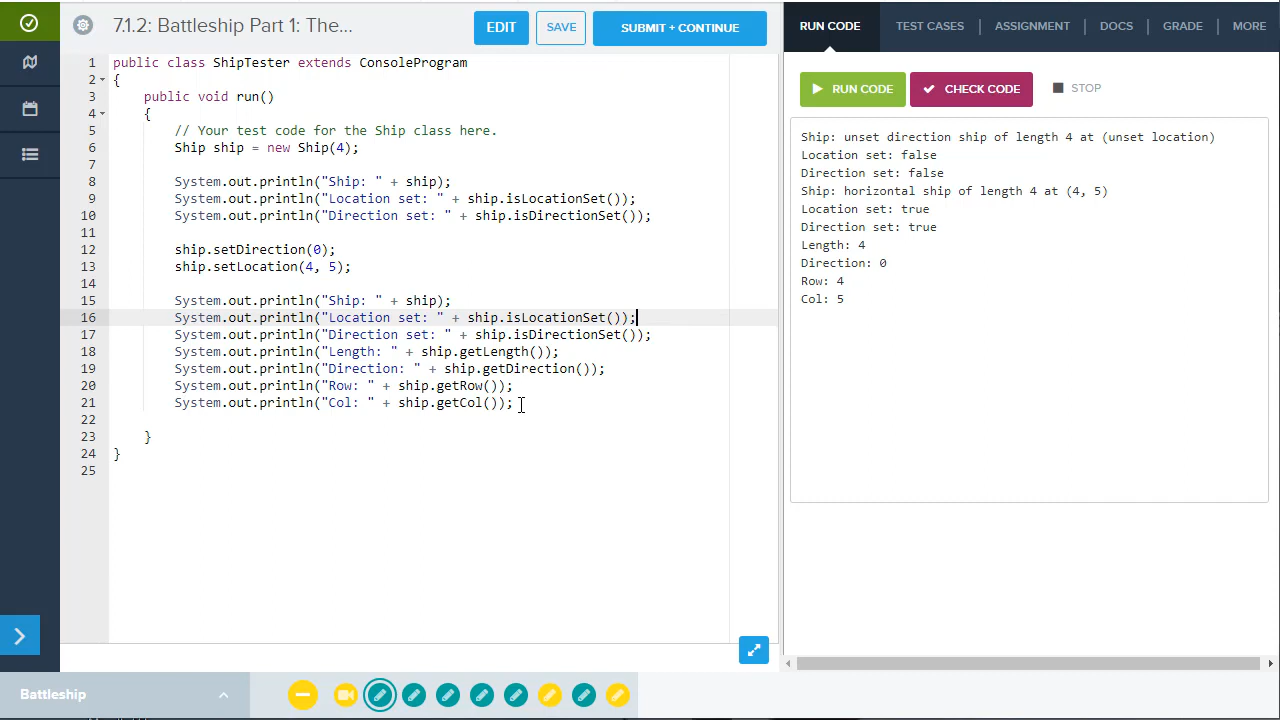 7.1.2: Battleship Part 1: The...
EDIT
SAVE
SUBMIT + CONTINUE
RUN CODE
TEST CASES
ASSIGNMENT
DOCS
GRADE
MORE
1 public class ShipTester extends ConsoleProgram
2 {
3 public void run()
4 {
5 // Your test code for the Ship class here.
6 Ship ship = new Ship(4);
7
8 System.out.println("Ship: " + ship);
9 System.out.println("Location set: " + ship.isLocationSet());
10 System.out.println("Direction set: " + ship.isDirectionSet());
11
12 ship.setDirection(0);
13 ship.setLocation(4, 5);
14
15 System.out.println("Ship: " + ship);
16 System.out.println("Location set: " + ship.isLocationSet());
17 System.out.println("Direction set: " + ship.isDirectionSet());
18 System.out.println("Length: " + ship.getLength());
19 System.out.println("Direction: " + ship.getDirection());
20 System.out.println("Row: " + ship.getRow());
21 System.out.println("Col: " + ship.getCol());
22
23 }
24 }
25
RUN CODE
CHECK CODE
STOP
Ship: unset direction ship of length 4 at (unset location)
Location set: false
Direction set: false
Ship: horizontal ship of length 4 at (4, 5)
Location set: true
Direction set: true
Length: 4
Direction: 0
Row: 4
Col: 5
Battleship